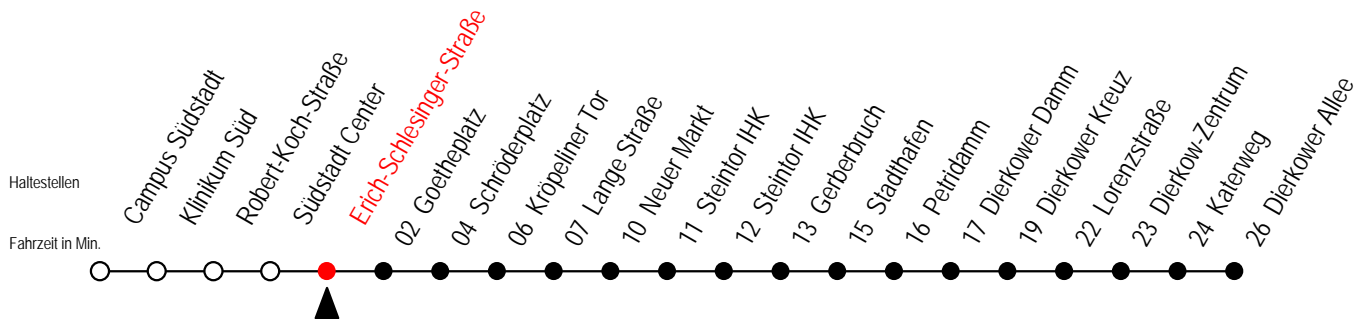 Haltestellen
Fahrzeit in Min.
Campus Südstadt
Klinikum Süd
Robert-Koch-Straße
Südstadt Center
Erich-Schlesinger-Straße
02 Goetheplatz
04 Schröderplatz
06 Kröpeliner Tor
07 Lange Straße
10 Neuer Markt
11 Steintor IHK
12 Steintor IHK
13 Gerberbruch
15 Stadthafen
16 Petridamm
17 Dierkower Damm
19 Dierkower Kreuz
22 Lorenzstraße
23 Dierkow-Zentrum
24 Katerweg
26 Dierkower Allee